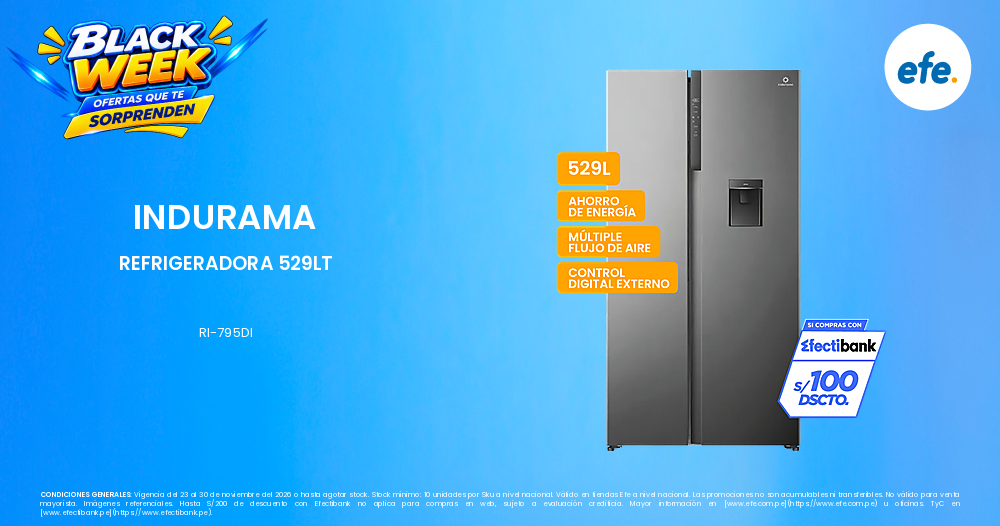 BLACK
WEEK
OFERTAS QUE TE
SORPRENDEN
efe.
INDURAMA
REFRIGERADORA 529LT
RI-795DI
529L
AHORRO
DE ENERGÍA
MÚLTIPLE
FLUJO DE AIRE
CONTROL
DIGITAL EXTERNO
SI COMPRAS CON
Efectibank
S/100
DSCTO.
CONDICIONES GENERALES: Vigencia del 23 al 30 de noviembre del 2026 o hasta agotar stock. Stock mínimo: 10 unidades por Sku a nivel nacional. Válido en tiendas Efe a nivel nacional. Las promociones no son acumulables ni transferibles. No válido para venta
mayorista. Imágenes referenciales. Hasta S/200 de descuento con Efectibank no aplica para compras en web, sujeto a evaluación crediticia. Mayor información en [www.efe.com.pe](https://www.efe.com.pe) u oficinas. TyC en
[www.efectibank.pe](https://www.efectibank.pe).